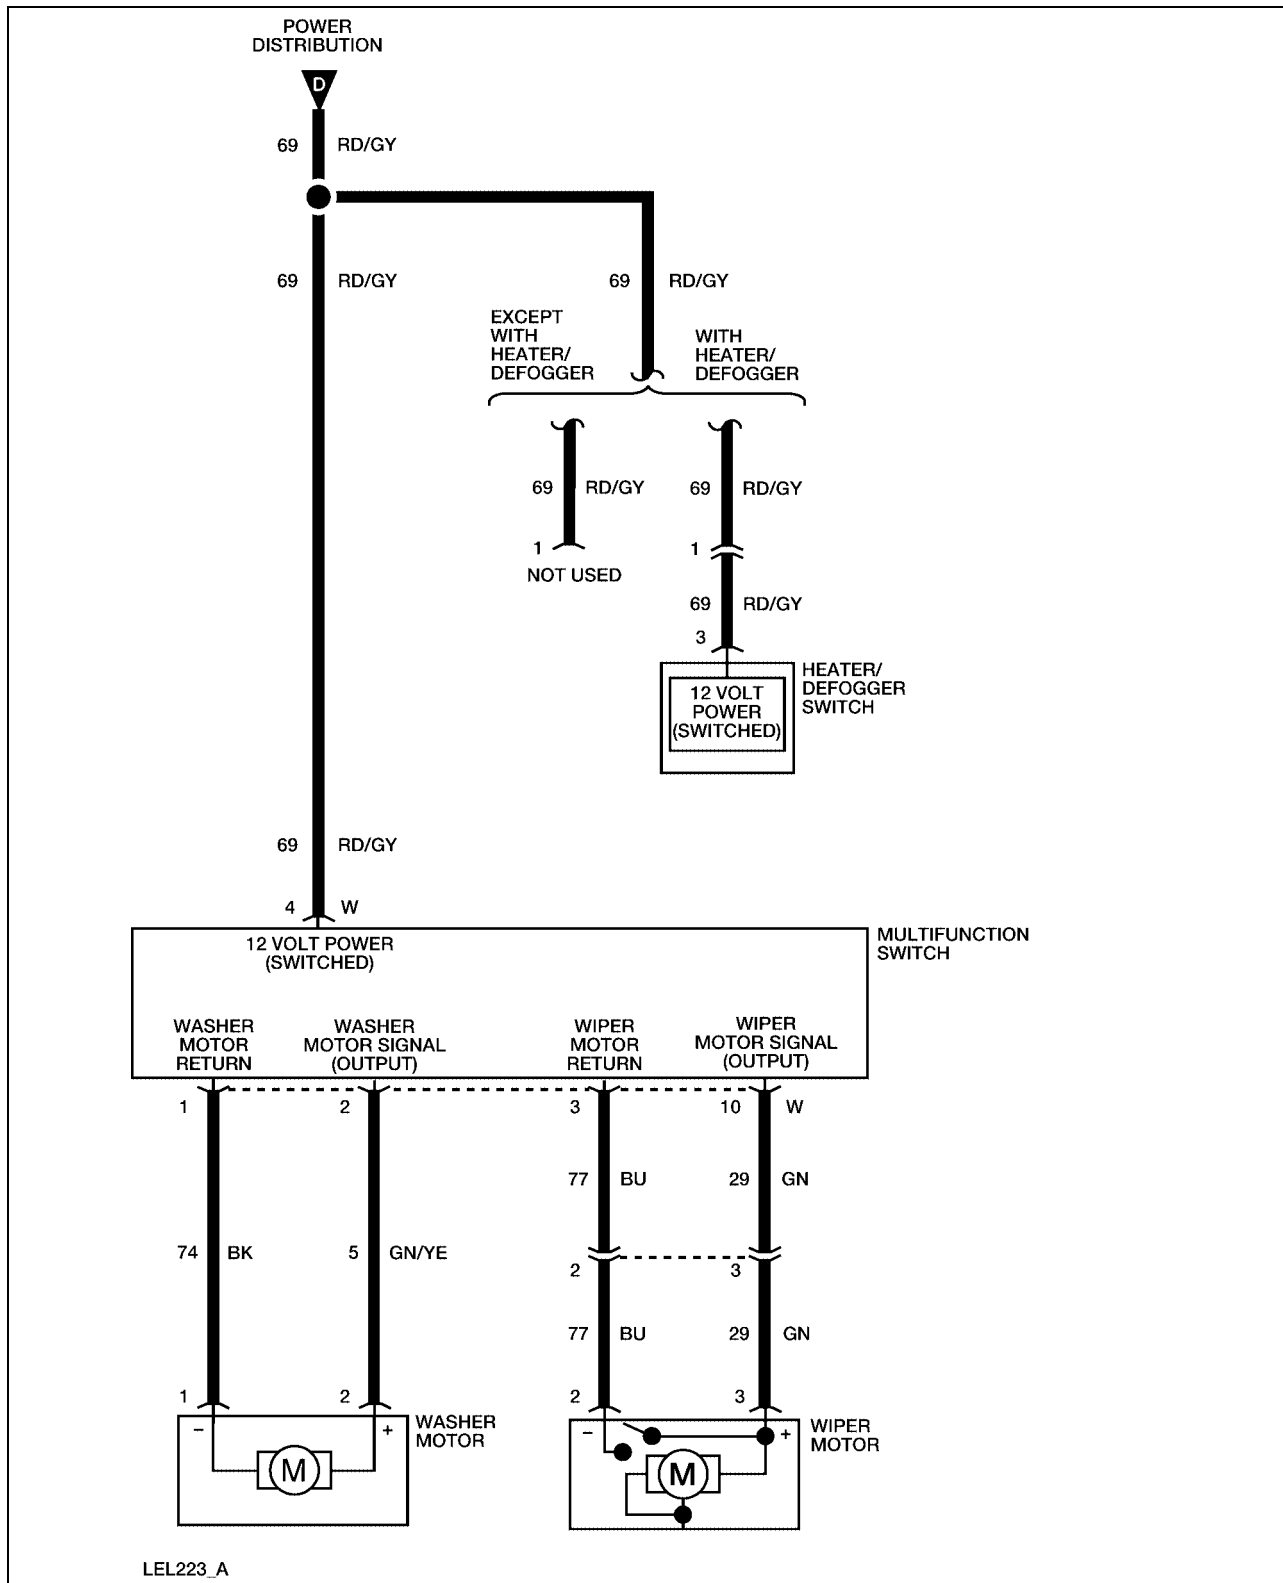 POWER
DISTRIBUTION
D
69 RD/GY
69 RD/GY
69 RD/GY
EXCEPT
WITH
HEATER/
DEFOGGER
WITH
HEATER/
DEFOGGER
69 RD/GY
69 RD/GY
1
NOT USED
1
69 RD/GY
3
HEATER/
DEFOGGER
SWITCH
12 VOLT
POWER
(SWITCHED)
69 RD/GY
4 W
12 VOLT POWER
(SWITCHED)
MULTIFUNCTION
SWITCH
WASHER
MOTOR
RETURN
WASHER
MOTOR SIGNAL
(OUTPUT)
WIPER
MOTOR
RETURN
WIPER
MOTOR SIGNAL
(OUTPUT)
1 2 3 10 W
77 BU 29 GN
74 BK 5 GN/YE
2 3
77 BU 29 GN
1 2 2 3
- +
M
WASHER
MOTOR
- +
M
WIPER
MOTOR
LEL223_A